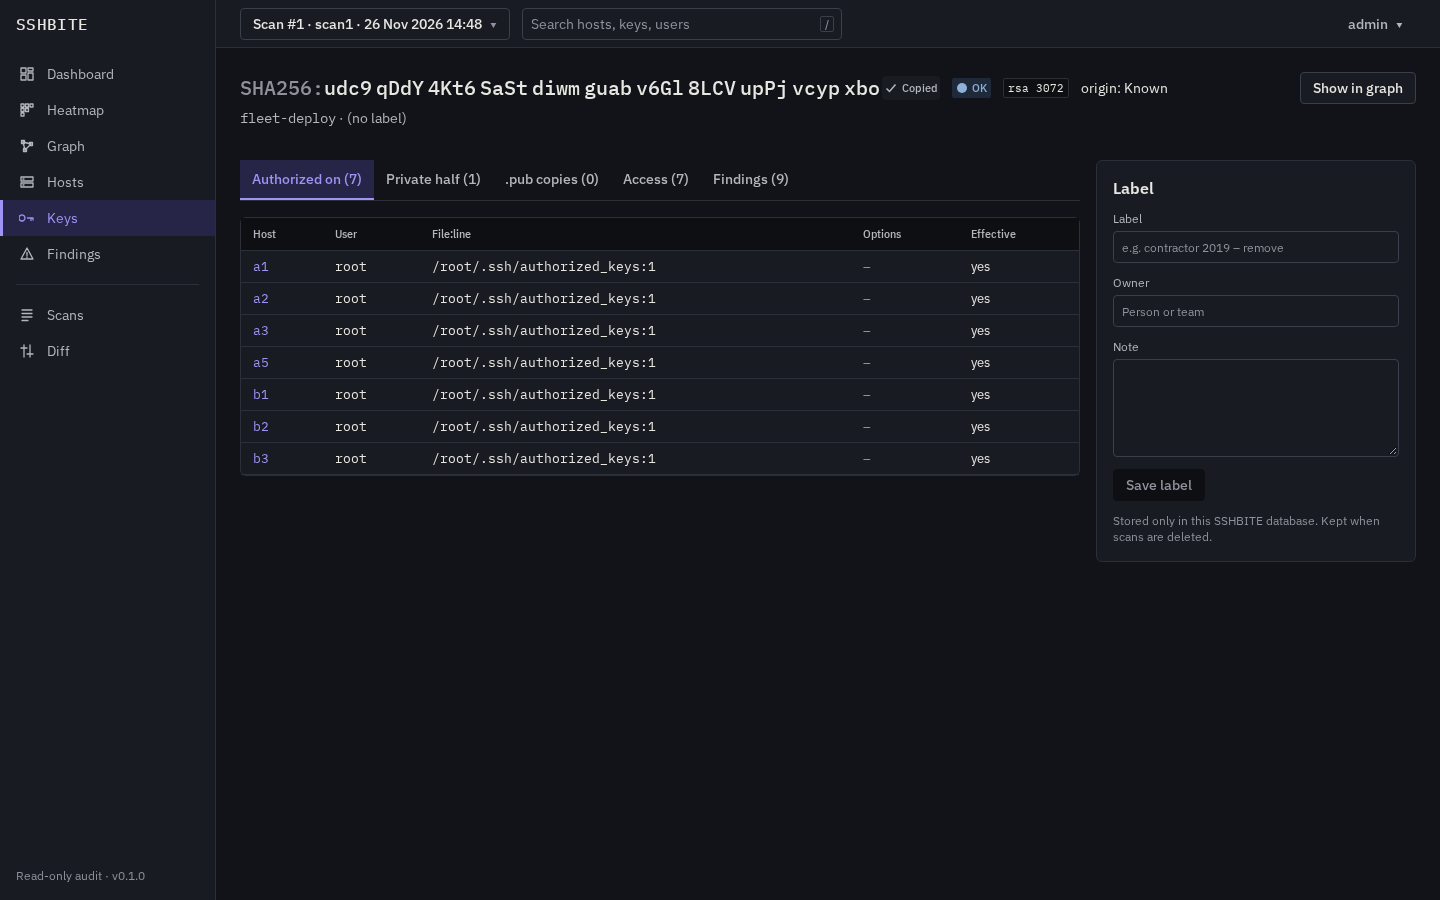 SSHBITE
Scan #1 · scan1 · 26 Nov 2026 14:48 ▾
Search hosts, keys, users /
admin ▾
Dashboard
Heatmap
Graph
Hosts
Keys
Findings
Scans
Diff
Read-only audit · v0.1.0
SHA256:udc9 qDdY 4Kt6 SaSt diwm guab v6Gl 8LCV upPj vcyp xbo Copied OK rsa 3072 origin: Known Show in graph
fleet-deploy · (no label)
Authorized on (7) Private half (1) .pub copies (0) Access (7) Findings (9)
Host User File:line Options Effective
a1 root /root/.ssh/authorized_keys:1 – yes
a2 root /root/.ssh/authorized_keys:1 – yes
a3 root /root/.ssh/authorized_keys:1 – yes
a5 root /root/.ssh/authorized_keys:1 – yes
b1 root /root/.ssh/authorized_keys:1 – yes
b2 root /root/.ssh/authorized_keys:1 – yes
b3 root /root/.ssh/authorized_keys:1 – yes
Label
Label
e.g. contractor 2019 – remove
Owner
Person or team
Note
Save label
Stored only in this SSHBITE database. Kept when
scans are deleted.